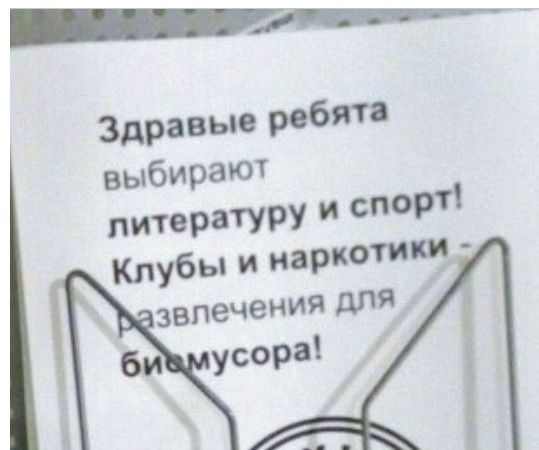 Здравые ребята
выбирают
литературу и спорт!
Клубы и наркотики -
развлечения для
биомусора!